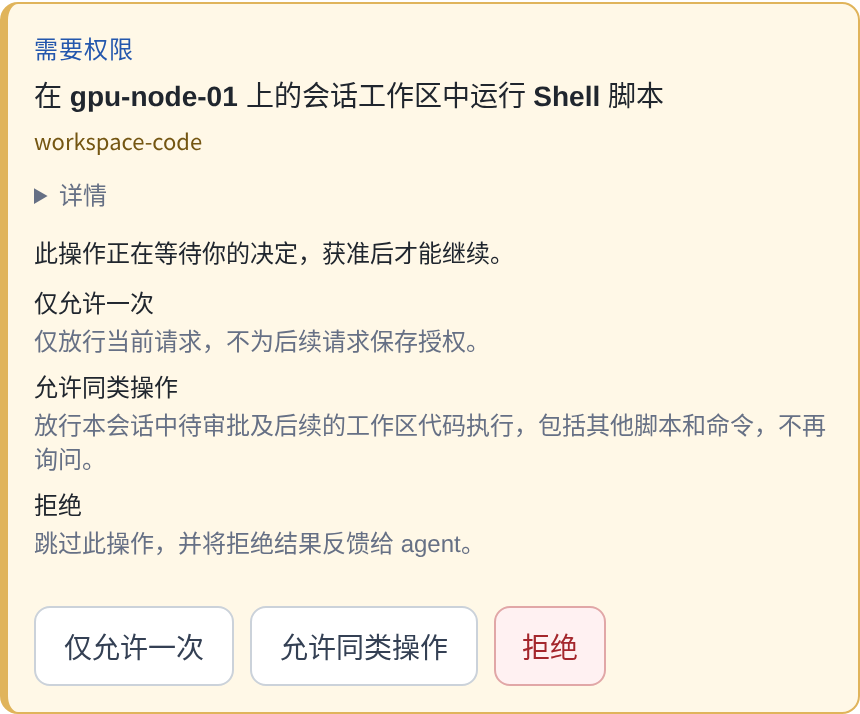 需要权限
在 gpu-node-01 上的会话工作区中运行 Shell 脚本
workspace-code
▶ 详情
此操作正在等待你的决定，获准后才能继续。
仅允许一次
仅放行当前请求，不为后续请求保存授权。
允许同类操作
放行本会话中待审批及后续的工作区代码执行，包括其他脚本和命令，不再
询问。
拒绝
跳过此操作，并将拒绝结果反馈给 agent。
仅允许一次 允许同类操作 拒绝